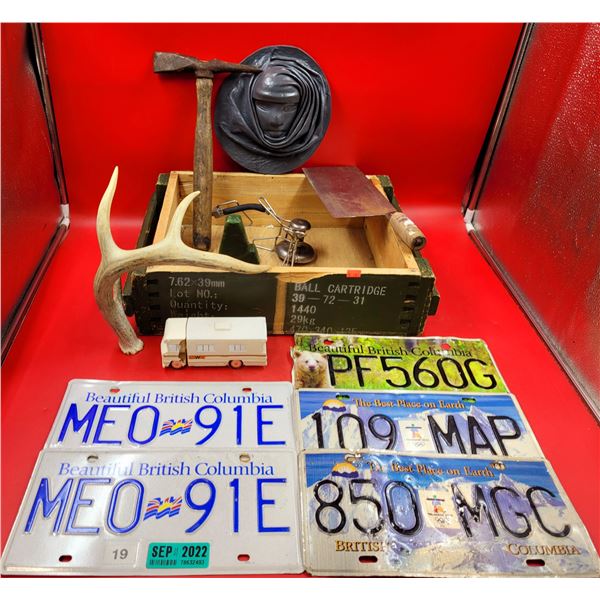 7.62×39mm
Lot NO.:
Quantity:
BALL CARTRIDGE
39-72-31
1440
29kg
Beautiful British Columbia
PF560G
Beautiful British Columbia
ME0 91E
The Best Place on Earth
109 MAP
Beautiful British Columbia
ME0 91E
19
SEP 2022
The Best Place on Earth
850 MGC
BRITISH COLUMBIA